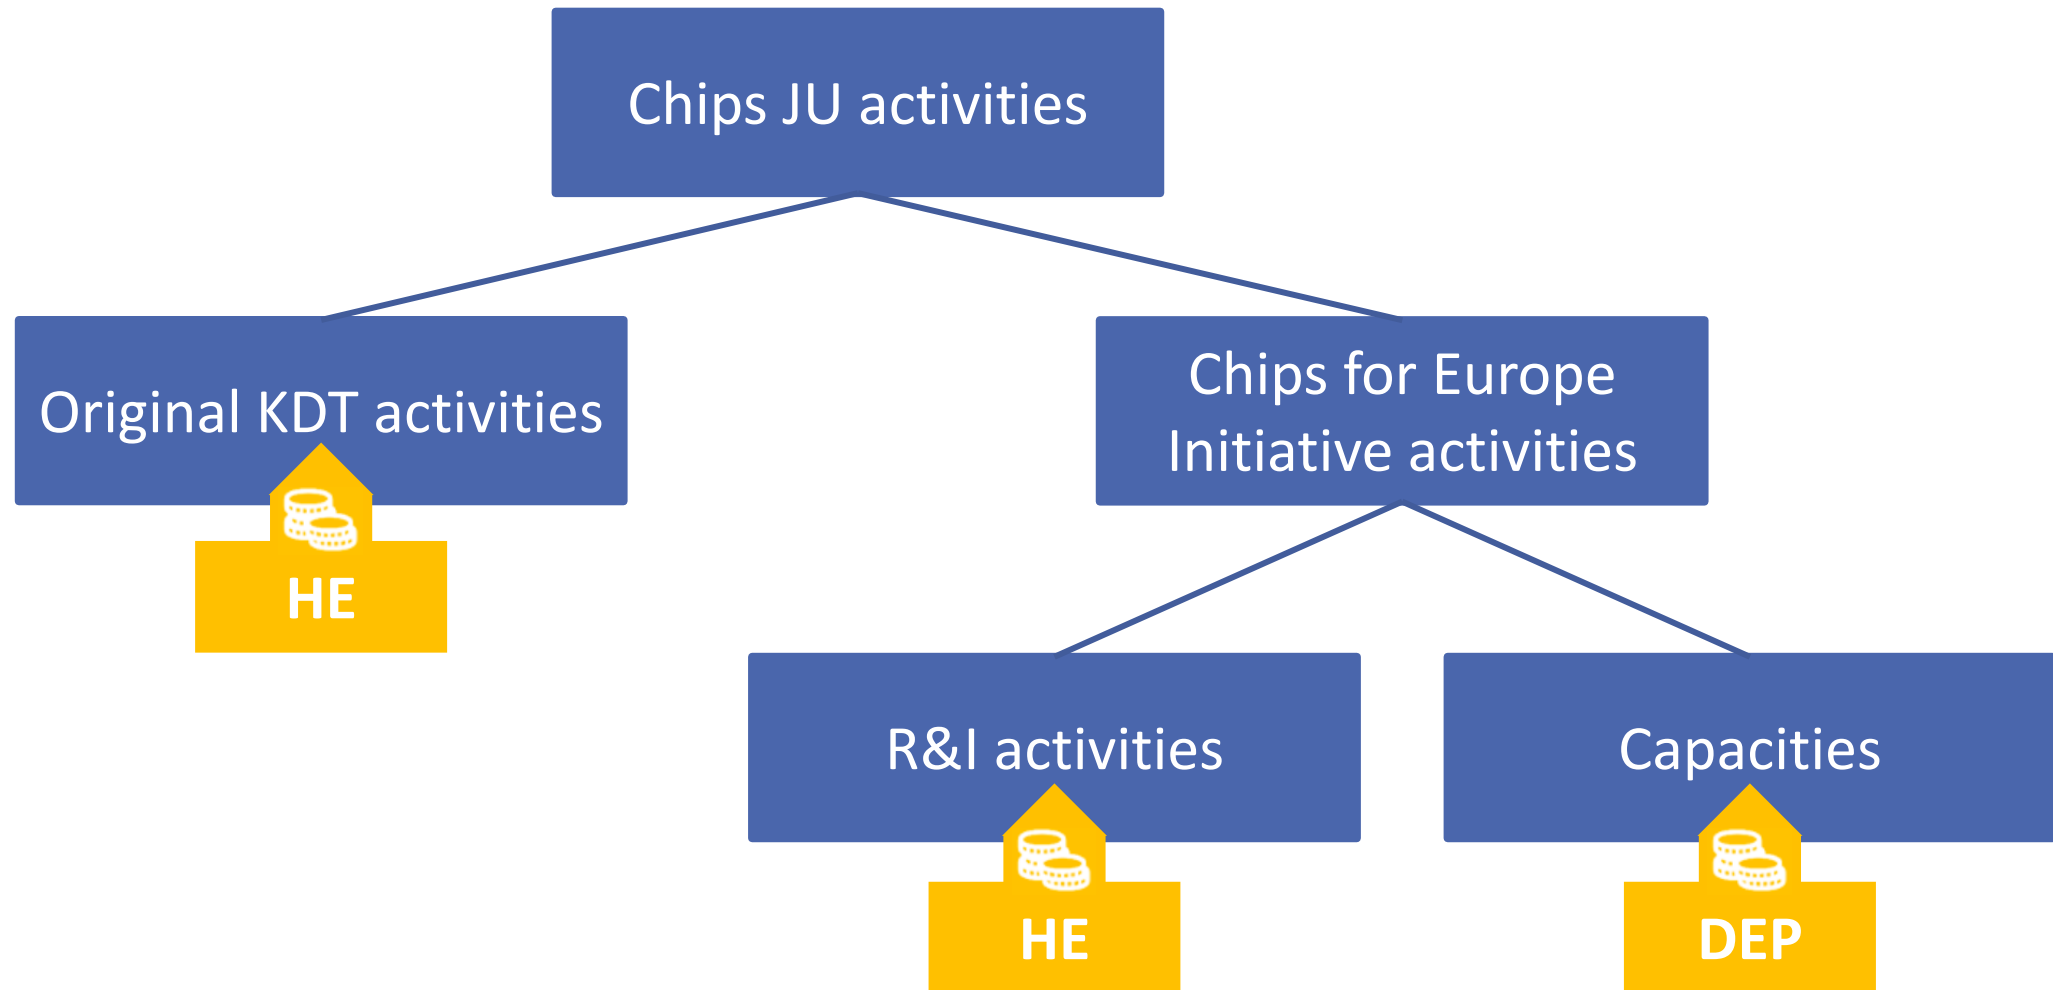 Chips JU activities
Original KDT activities
Chips for Europe
Initiative activities
HE
R&I activities
Capacities
HE
DEP